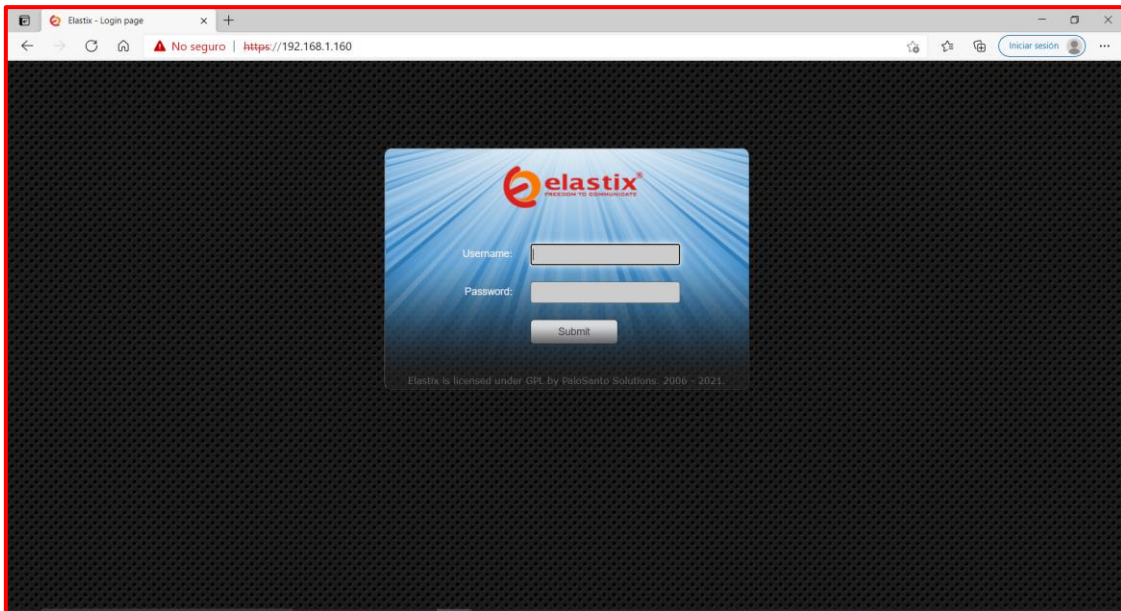 Elastix - Login page
No seguro | https://192.168.1.160
Iniciar sesión
elastix®
FREEDOM TO COMMUNICATE
Username:
Password:
Submit
Elastix is licensed under GPL by PaloSanto Solutions. 2006 - 2021.